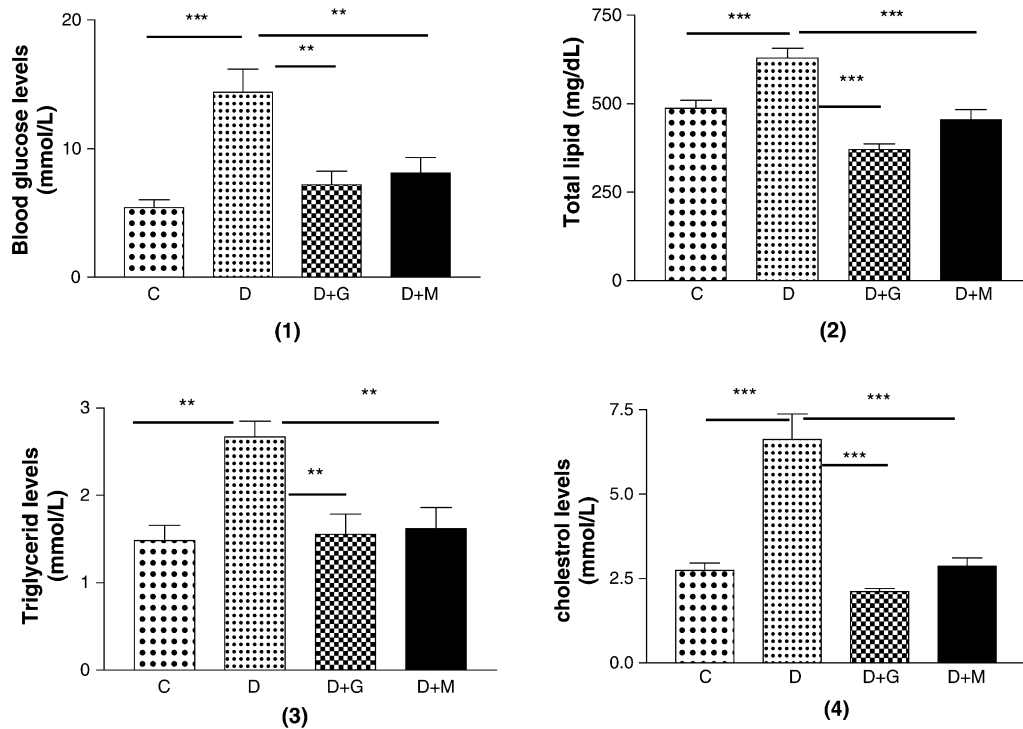 Blood glucose levels
(mmol/L)
20
10
0
***
**
**
C D D+G D+M
(1)
Total lipid (mg/dL)
750
500
250
0
***
***
***
C D D+G D+M
(2)
Triglycerid levels
(mmol/L)
3
2
1
0
**
**
**
C D D+G D+M
(3)
cholestrol levels
(mmol/L)
7.5
5.0
2.5
0.0
***
***
***
C D D+G D+M
(4)